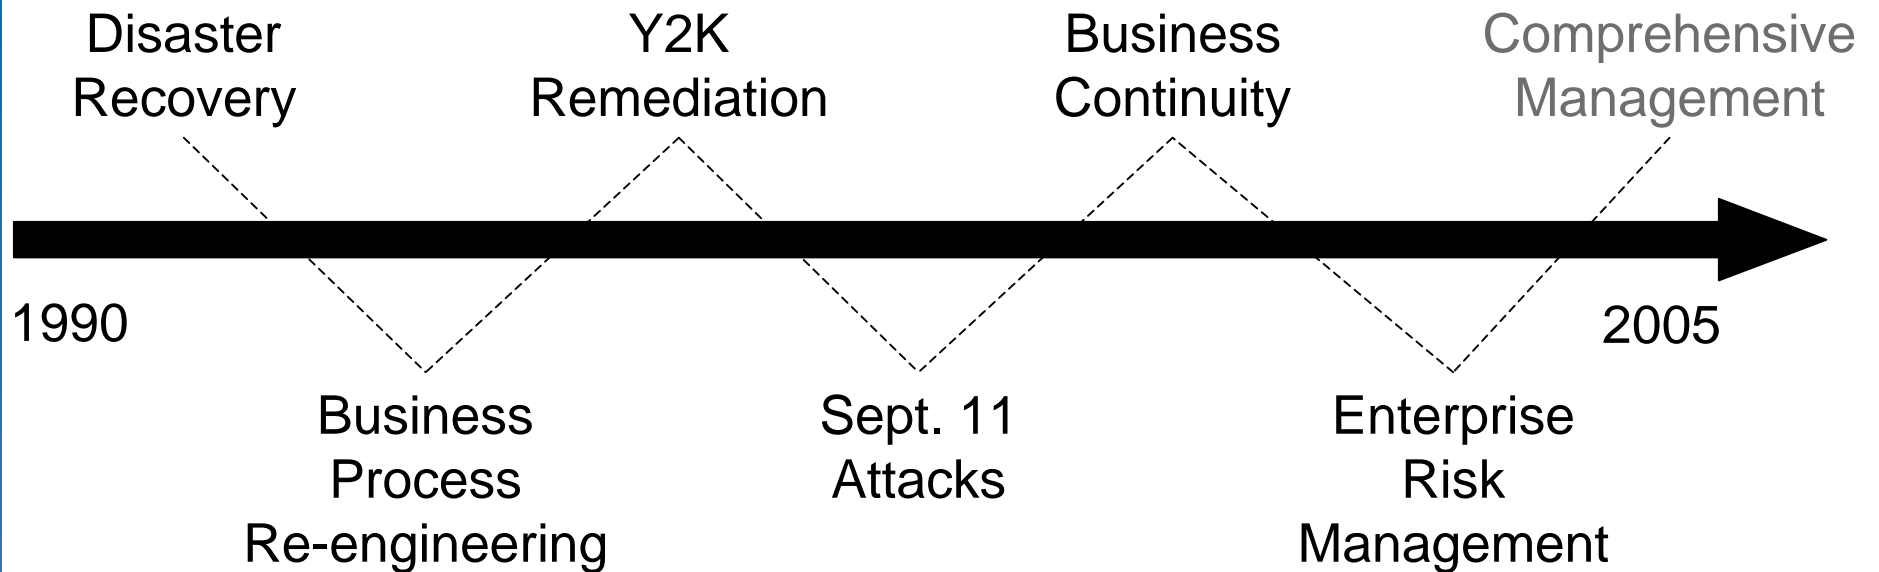 Disaster
Recovery
Y2K
Remediation
Business
Continuity
Comprehensive
Management
1990
2005
Business
Process
Re-engineering
Sept. 11
Attacks
Enterprise
Risk
Management